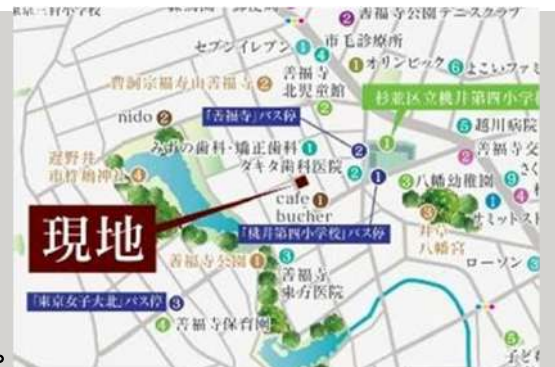 善福寺公園テニスクラブ
セブンイレブン
市毛診療所
オリンピック
よこいファミ
善福寺
北児童館
曹洞宗福寿山善福寺
杉並区立桃井第四小学校
nido
「善福寺」バス停
越川病院
みずの歯科・矯正歯科
タキタ歯科医院
善福寺交
さく
遅野井
市杵嶋神社
八幡幼稚園
cafe
bucher
サミットスト
井草
八幡宮
現地
「桃井第四小学校」バス停
善福寺公園
ローソン
善福寺
東方医院
「東京女子大北」バス停
善福寺保育園
子ども